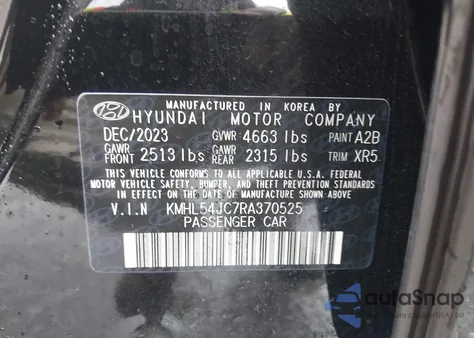 MANUFACTURED IN KOREA BY
HYUNDAI MOTOR COMPANY
DEC/2023 GVWR 4663 lbs PAINT A2B
GAWR FRONT 2513 lbs GAWR REAR 2315 lbs TRIM XR5
THIS VEHICLE CONFORMS TO ALL APPLICABLE
FEDERAL MOTOR VEHICLE SAFETY, BUMPER, AND
THEFT PREVENTION STANDARDS IN EFFECT ON
THE DATE OF MANUFACTURE SHOWN ABOVE.
V.I.N KMHL54JC7RA370525
PASSENGER CAR
autoSnap